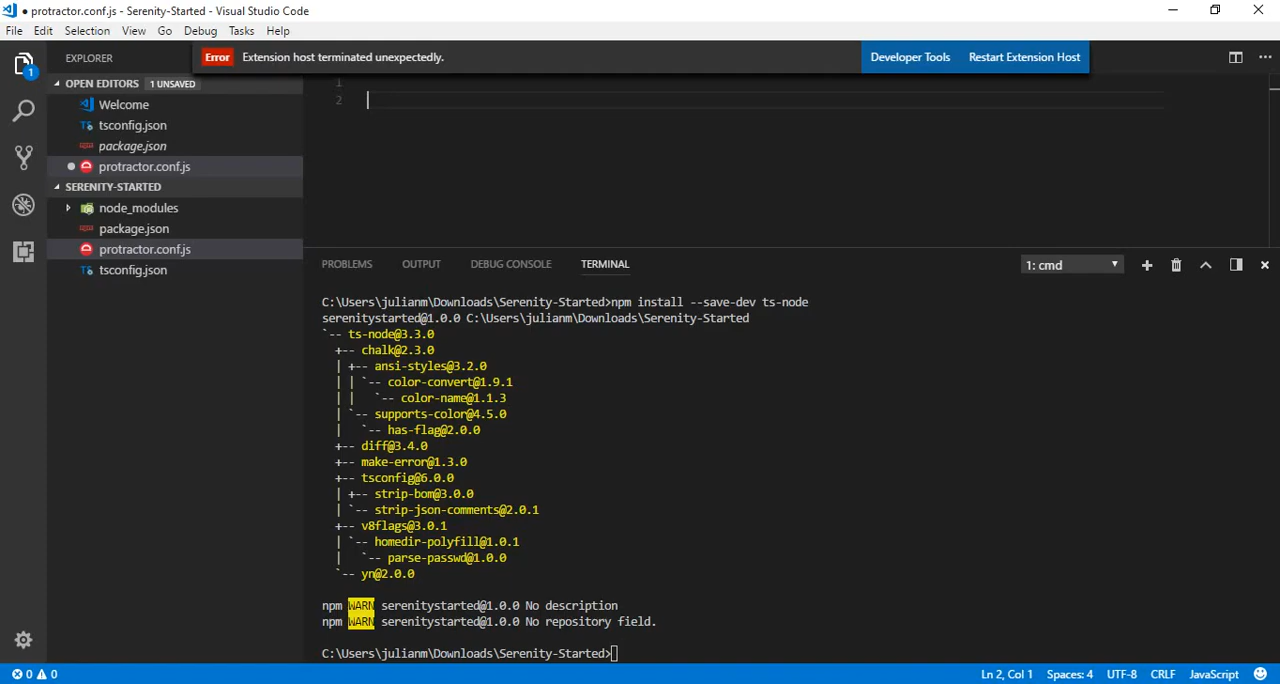 protractor.conf.js - Serenity-Started - Visual Studio Code
File Edit Selection View Go Debug Tasks Help
EXPLORER
Error Extension host terminated unexpectedly. Developer Tools Restart Extension Host
1
OPEN EDITORS 1 UNSAVED
Welcome
tsconfig.json
package.json
protractor.conf.js
SERENITY-STARTED
node_modules
package.json
protractor.conf.js
tsconfig.json
1
2
PROBLEMS OUTPUT DEBUG CONSOLE TERMINAL 1: cmd
C:\Users\julianm\Downloads\Serenity-Started>npm install --save-dev ts-node
serenitystarted@1.0.0 C:\Users\julianm\Downloads\Serenity-Started
`-- ts-node@3.3.0
+-- chalk@2.3.0
| +-- ansi-styles@3.2.0
| | `-- color-convert@1.9.1
| |   `-- color-name@1.1.3
| `-- supports-color@4.5.0
|   `-- has-flag@2.0.0
+-- diff@3.4.0
+-- make-error@1.3.0
+-- tsconfig@6.0.0
| +-- strip-bom@3.0.0
| `-- strip-json-comments@2.0.1
+-- v8flags@3.0.1
| `-- homedir-polyfill@1.0.1
|   `-- parse-passwd@1.0.0
`-- yn@2.0.0
npm WARN serenitystarted@1.0.0 No description
npm WARN serenitystarted@1.0.0 No repository field.
C:\Users\julianm\Downloads\Serenity-Started>
0 0 Ln 2, Col 1 Spaces: 4 UTF-8 CRLF JavaScript